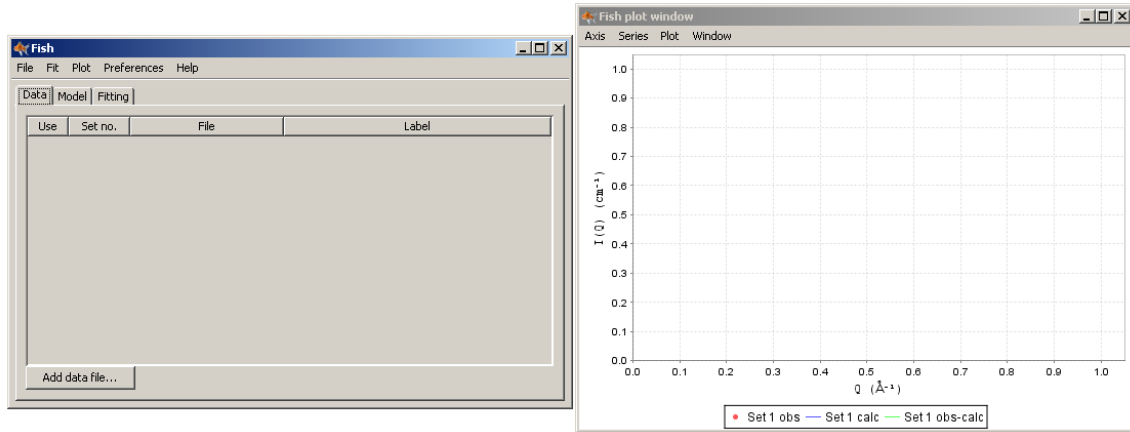 Fish
File Fit Plot Preferences Help
Data Model Fitting
Use Set no. File Label
Add data file...
Fish plot window
Axis Series Plot Window
1.0
0.9
0.8
0.7
0.6
0.5
0.4
0.3
0.2
0.1
0.0
I(Q) (cm⁻¹)
0.0 0.1 0.2 0.3 0.4 0.5 0.6 0.7 0.8 0.9 1.0
Q (Å⁻¹)
Set 1 obs Set 1 calc Set 1 obs-calc